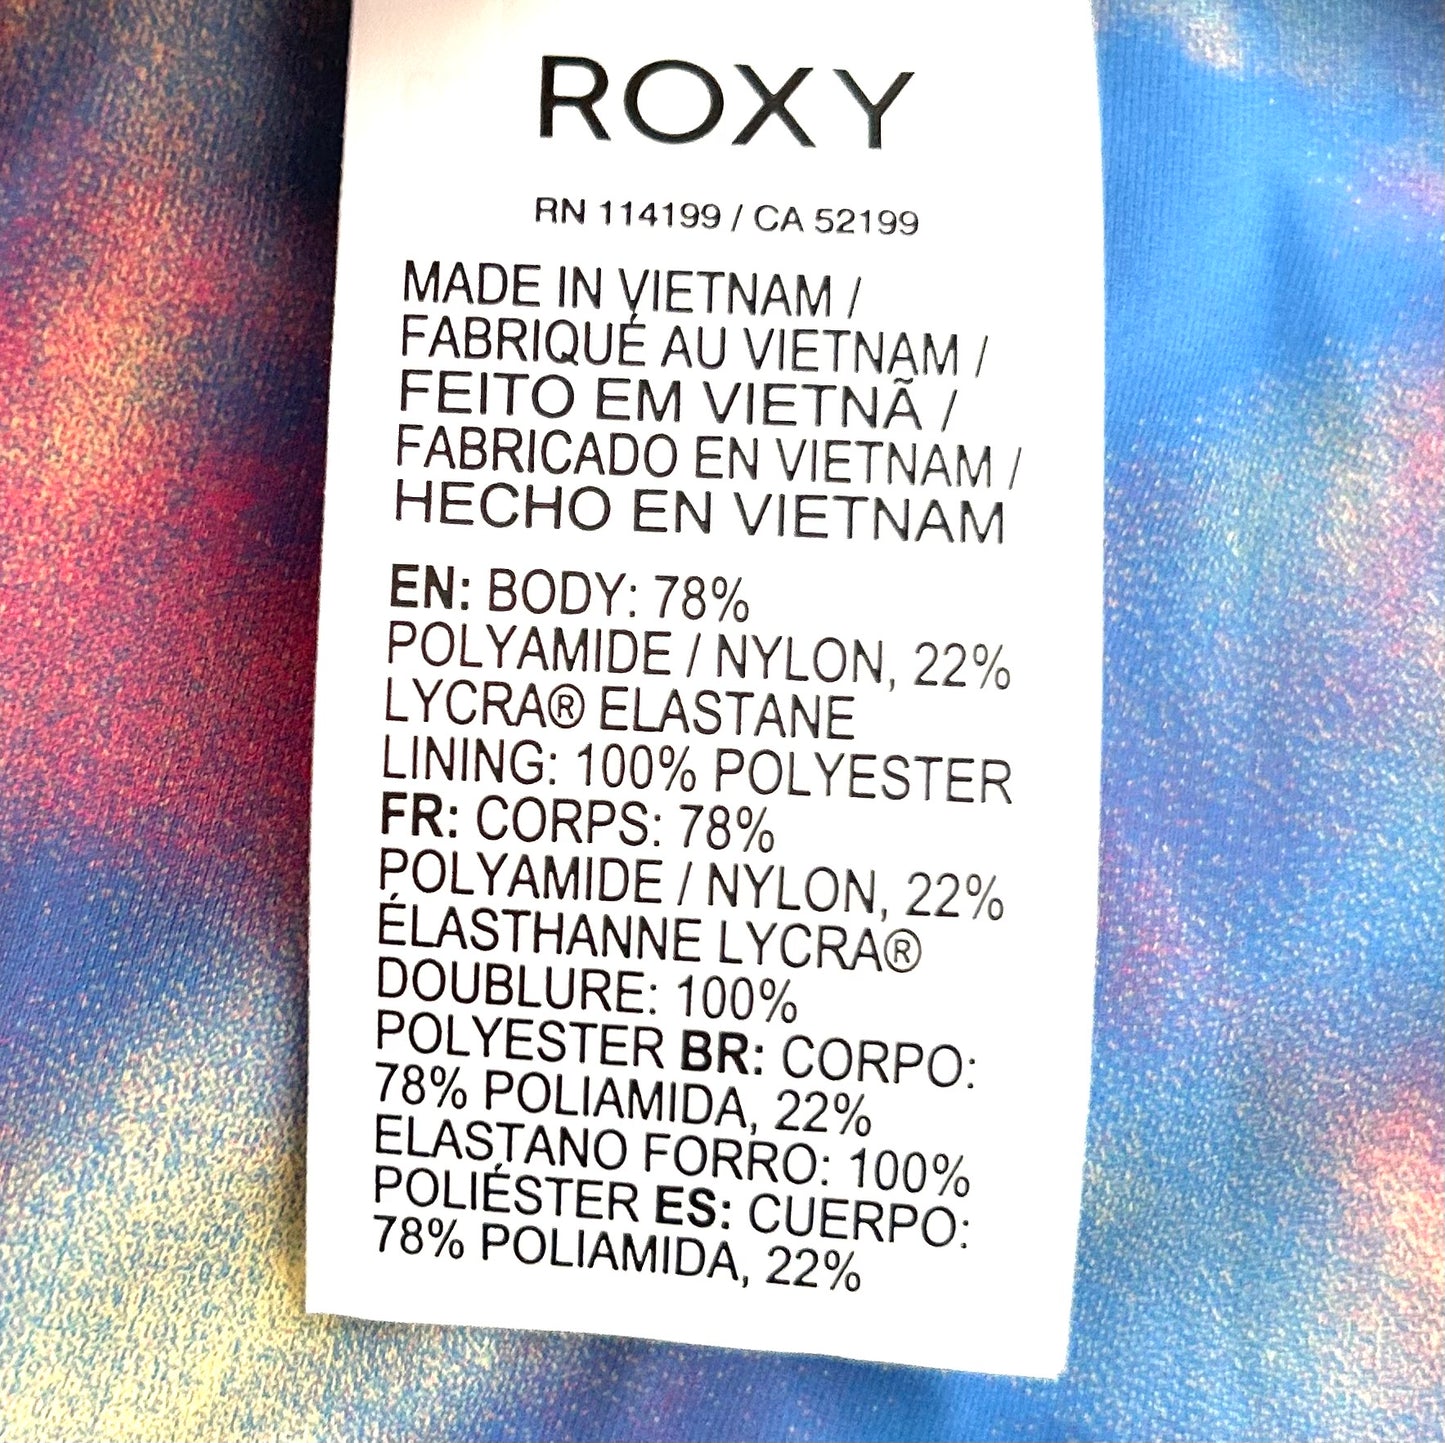 ROXY
RN 114199 / CA 52199
MADE IN VIETNAM /
FABRIQUÉ AU VIETNAM /
FEITO EM VIETNÃ /
FABRICADO EN VIETNAM /
HECHO EN VIETNAM
EN: BODY: 78%
POLYAMIDE / NYLON, 22%
LYCRA® ELASTANE
LINING: 100% POLYESTER
FR: CORPS: 78%
POLYAMIDE / NYLON, 22%
ÉLASTHANNE LYCRA®
DOUBLURE: 100%
POLYESTER BR: CORPO:
78% POLIAMIDA, 22%
ELASTANO FORRO: 100%
POLIÉSTER ES: CUERPO:
78% POLIAMIDA, 22%